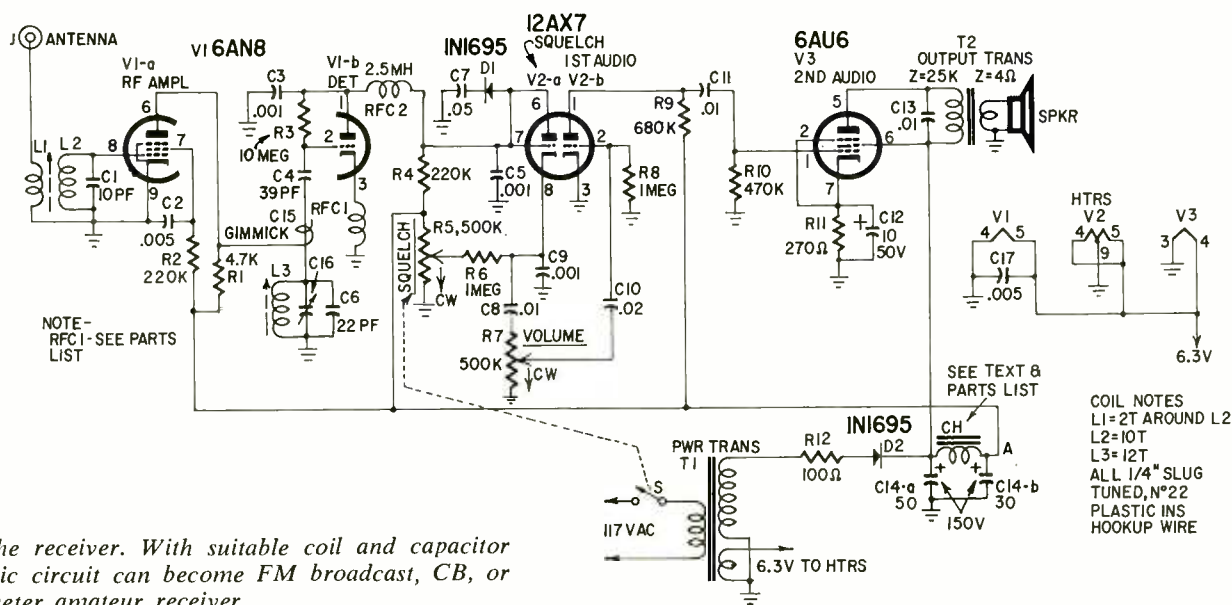 J ANTENNA
V1 6AN8
V1-a
RF AMPL
6
7
8
9
L1
L2
C1
10PF
C2
.005
R2
220K
4.7K
R1
NOTE-
RFC1-SEE PARTS
LIST
C3
.001
R3
10 MEG
C4
39PF
C15
GIMMICK
L3
C16
C6
22PF
V1-b
DET
1
2
3
2.5MH
RFC2
RFC1
R4
220K
R5,500K
SQUELCH
CW
1N1695
C7
.05
D1
12AX7
SQUELCH
1ST AUDIO
V2-a
V2-b
6
1
7
2
8
3
C5
.001
R6
1MEG
C9
.001
C8
.01
R7
500K
VOLUME
CW
C10
.02
R8
1MEG
R9
680K
C11
.01
R10
470K
6AU6
V3
2ND AUDIO
5
2
1
6
7
R11
270Ω
C12
10
50V
T2
OUTPUT TRANS
Z=25K
Z=4Ω
C13
.01
SPKR
HTRS
V1
V2
V3
4
5
4
5
9
3
4
C17
.005
6.3V
SEE TEXT &
PARTS LIST
CH
A
PWR TRANS
T1
R12
100Ω
1N1695
D2
S
117VAC
C14-a
50
C14-b
30
150V
6.3V TO HTRS
COIL NOTES
L1=2T AROUND L2
L2=10T
L3=12T
ALL 1/4" SLUG
TUNED, Nº22
PLASTIC INS
HOOKUP WIRE
he receiver. With suitable coil and capacitor
ic circuit can become FM broadcast, CB, or
eter amateur receiver.